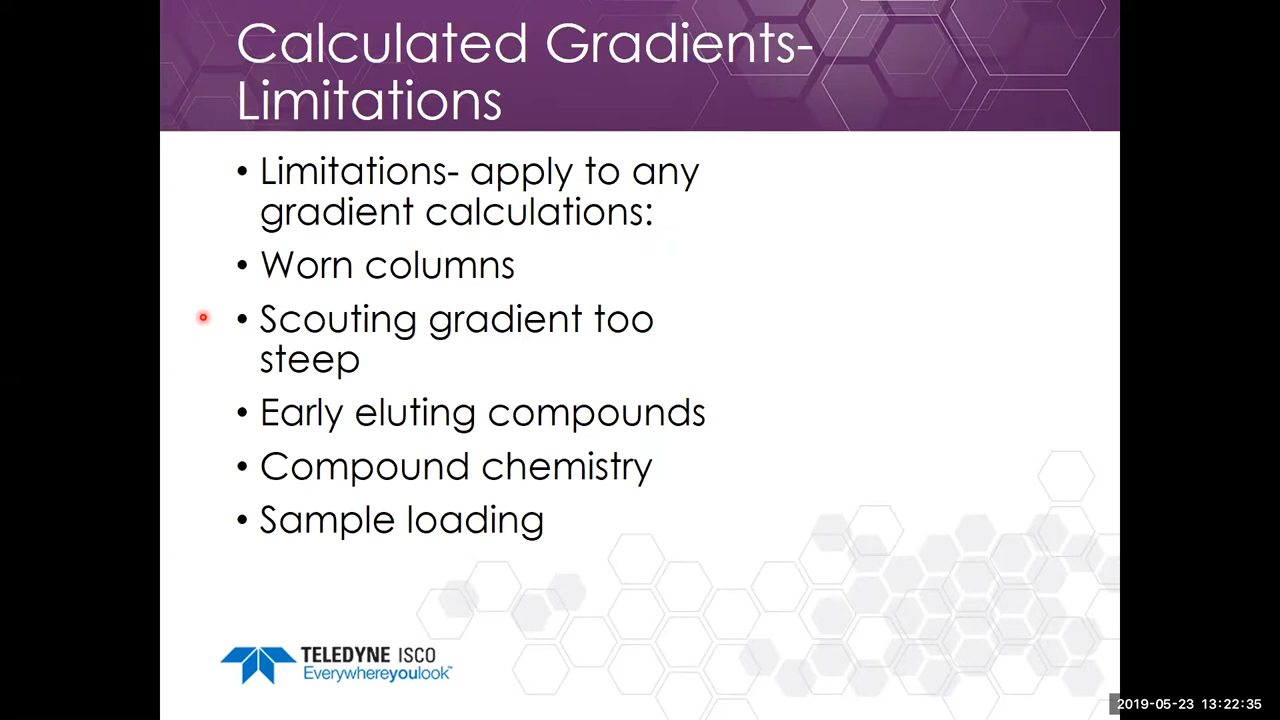 Calculated Gradients-
Limitations
• Limitations- apply to any
gradient calculations:
• Worn columns
• Scouting gradient too
steep
• Early eluting compounds
• Compound chemistry
• Sample loading
TELEDYNE ISCO
Everywhereyoulook™
2019-05-23 13:22:35